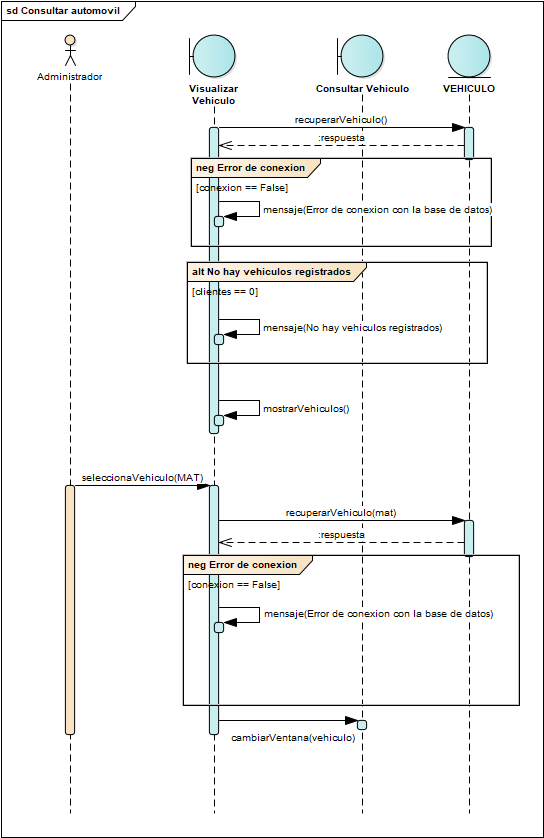 sd Consultar automovil
Administrador
Visualizar
Vehiculo
Consultar Vehiculo
VEHICULO
recuperarVehiculo()
:respuesta
neg Error de conexion
[conexion == False]
mensaje(Error de conexion con la base de datos)
alt No hay vehiculos registrados
[clientes == 0]
mensaje(No hay vehiculos registrados)
mostrarVehiculos()
seleccionaVehiculo(MAT)
recuperarVehiculo(mat)
:respuesta
neg Error de conexion
[conexion == False]
mensaje(Error de conexion con la base de datos)
cambiarVentana(vehiculo)